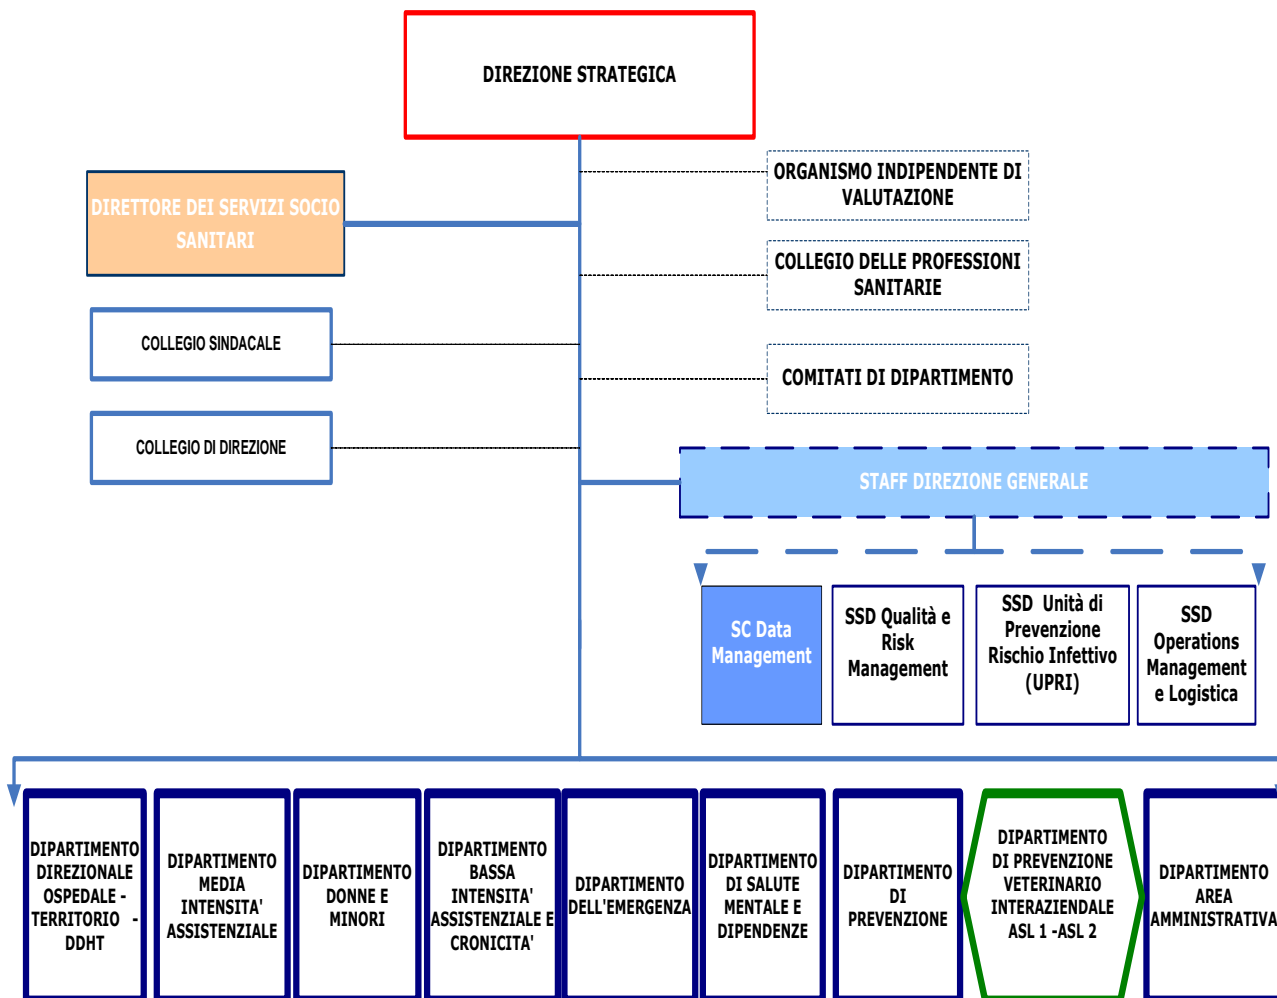 DIREZIONE STRATEGICA
ORGANISMO INDIPENDENTE DI
VALUTAZIONE
DIRETTORE DEI SERVIZI SOCIO
SANITARI
COLLEGIO DELLE PROFESSIONI
SANITARIE
COLLEGIO SINDACALE
COMITATI DI DIPARTIMENTO
COLLEGIO DI DIREZIONE
STAFF DIREZIONE GENERALE
SC Data
Management
SSD Qualità e
Risk
Management
SSD Unità di
Prevenzione
Rischio Infettivo
(UPRI)
SSD
Operations
Management
e Logistica
DIPARTIMENTO
DIREZIONALE
OSPEDALE -
TERRITORIO -
DDHT
DIPARTIMENTO
MEDIA
INTENSITA'
ASSISTENZIALE
DIPARTIMENTO
DONNE E
MINORI
DIPARTIMENTO
BASSA
INTENSITA'
ASSISTENZIALE E
CRONICITA'
DIPARTIMENTO
DELL'EMERGENZA
DIPARTIMENTO
DI SALUTE
MENTALE E
DIPENDENZE
DIPARTIMENTO
DI
PREVENZIONE
DIPARTIMENTO
DI PREVENZIONE
VETERINARIO
INTERAZIENDALE
ASL 1 -ASL 2
DIPARTIMENTO
AREA
AMMINISTRATIVA